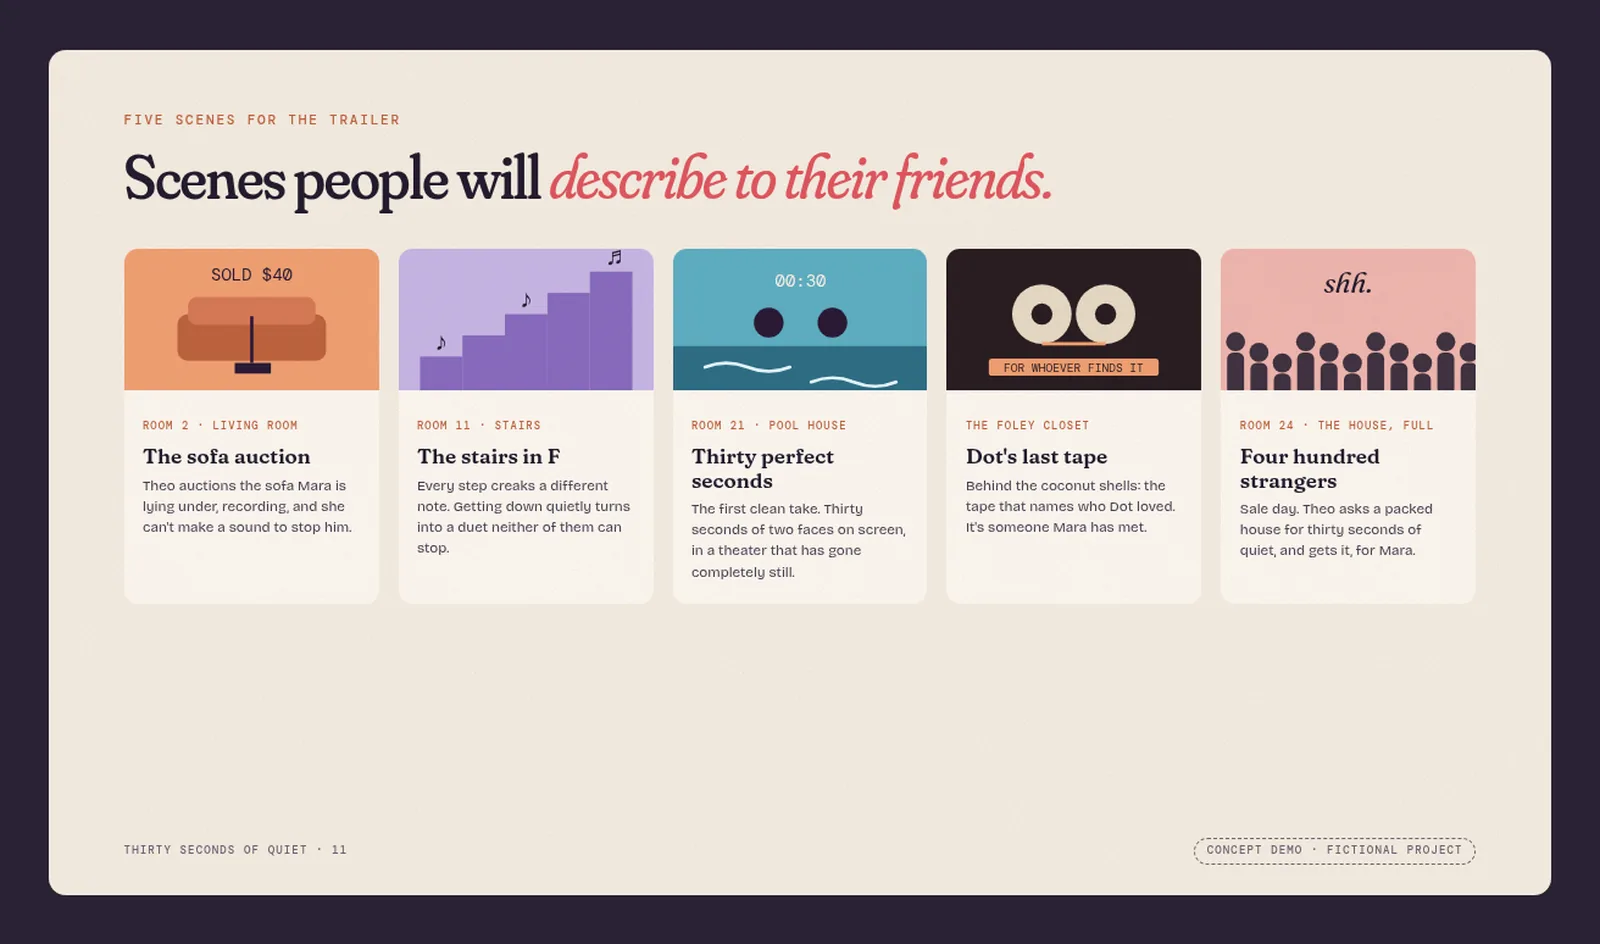 FIVE SCENES FOR THE TRAILER
Scenes people will describe to their friends.
SOLD $40
ROOM 2 · LIVING ROOM
The sofa auction
Theo auctions the sofa Mara is
lying under, recording, and she
can't make a sound to stop him.
ROOM 11 · STAIRS
The stairs in F
Every step creaks a different
note. Getting down quietly turns
into a duet neither of them can
stop.
00:30
ROOM 21 · POOL HOUSE
Thirty perfect
seconds
The first clean take. Thirty
seconds of two faces on screen,
in a theater that has gone
completely still.
FOR WHOEVER FINDS IT
THE FOLEY CLOSET
Dot's last tape
Behind the coconut shells: the
tape that names who Dot loved.
It's someone Mara has met.
shh.
ROOM 24 · THE HOUSE, FULL
Four hundred
strangers
Sale day. Theo asks a packed
house for thirty seconds of
quiet, and gets it, for Mara.
THIRTY SECONDS OF QUIET · 11
CONCEPT DEMO · FICTIONAL PROJECT